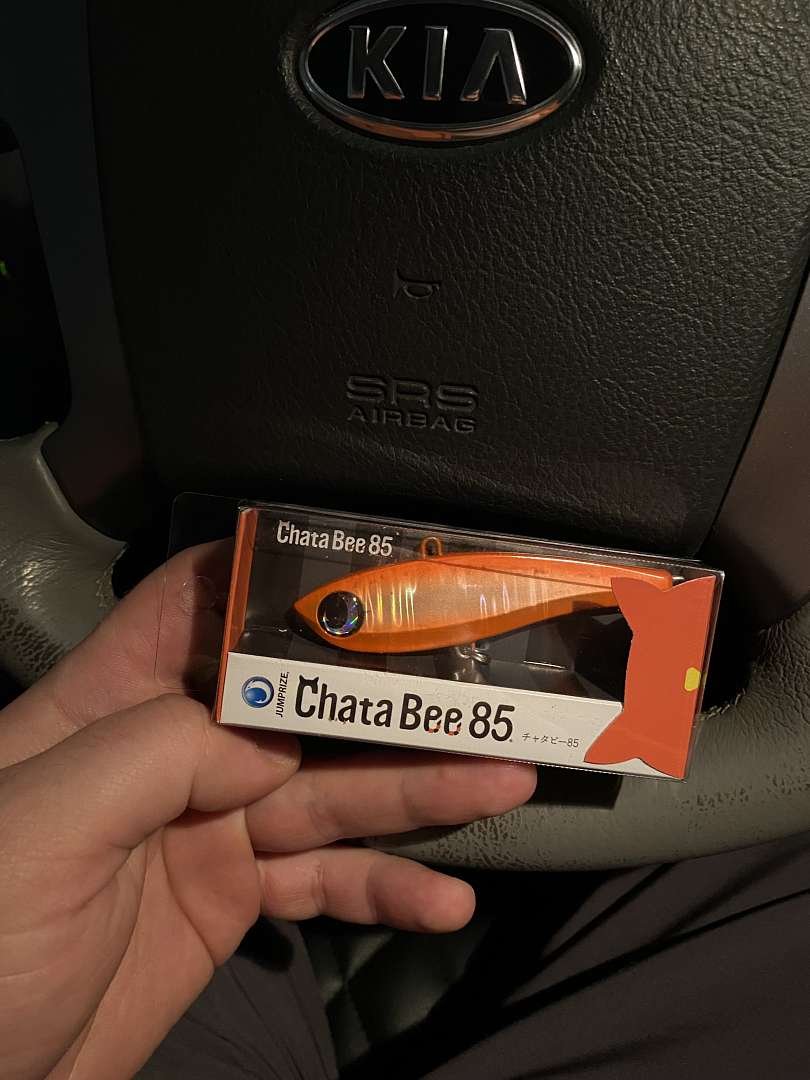 KIA
SRS
AIRBAG
Chata Bee 85
JUMPRIZE
Chata Bee 85
チャタビー85